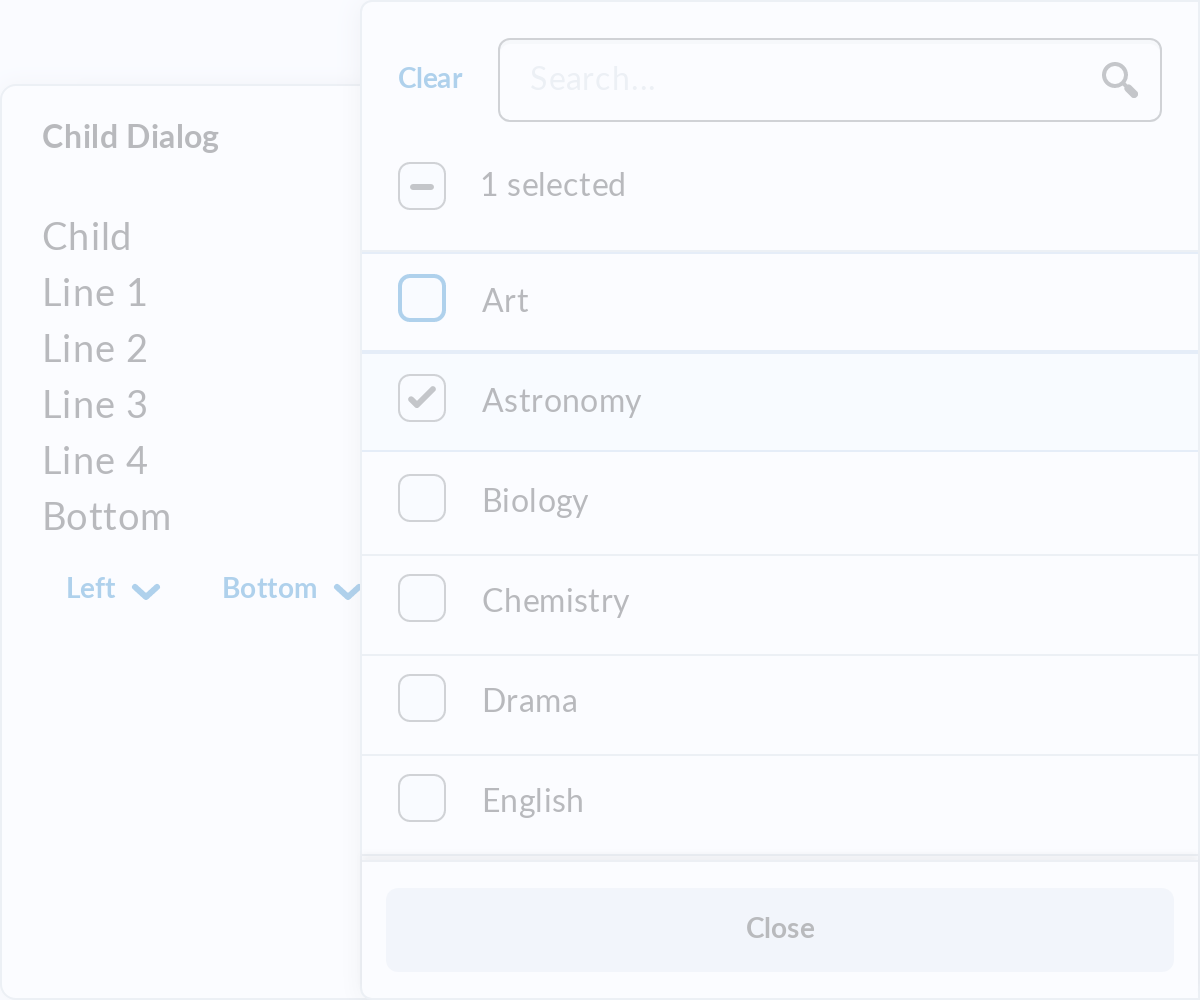 Clear
Search...
Child Dialog
1 selected
Child
Line 1
Line 2
Line 3
Line 4
Bottom
Left
Bottom
Art
Astronomy
Biology
Chemistry
Drama
English
Close